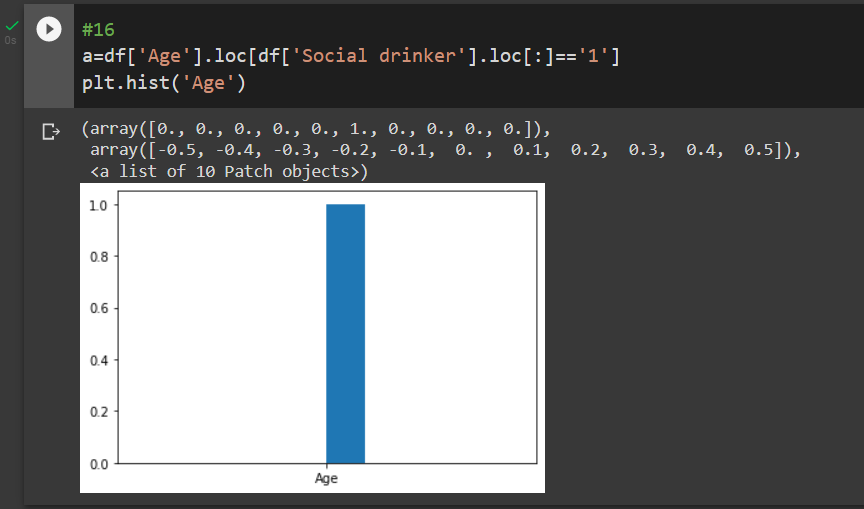 #16
0s
a=df['Age'].loc[df['Social drinker'].loc[:]=='1']
plt.hist('Age')
(array([0., 0., 0., 0., 0., 1., 0., 0., 0., 0.]),
array([-0.5, -0.4, -0.3, -0.2, -0.1, 0. , 0.1, 0.2, 0.3, 0.4, 0.5]),
<a list of 10 Patch objects>)
1.0
0.8
0.6
0.4
0.2
0.0
Age